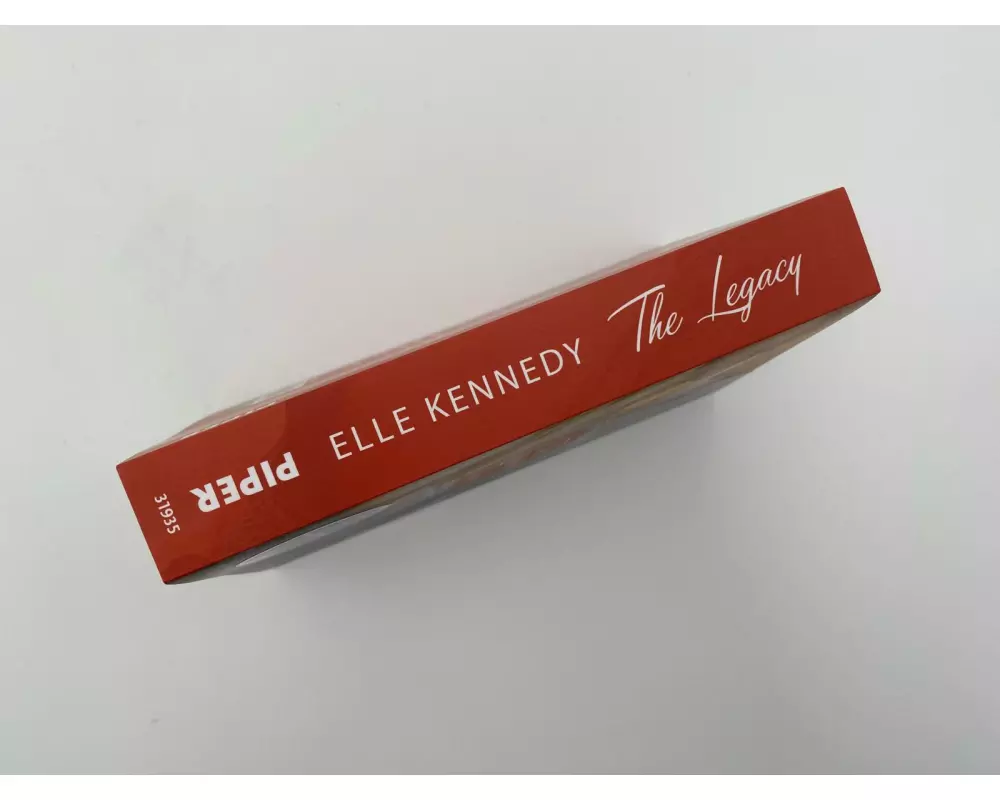 31935
PIPER
ELLE KENNEDY
The Legacy